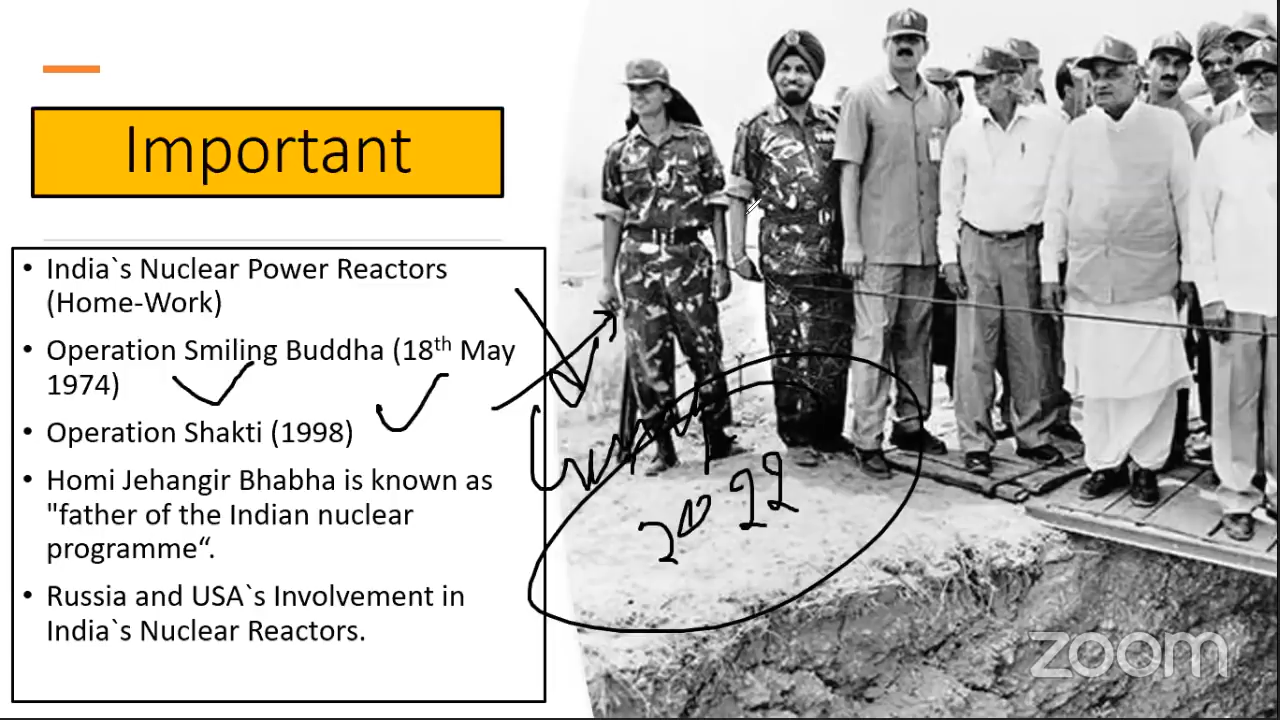 Important
• India`s Nuclear Power Reactors
(Home-Work)
• Operation Smiling Buddha (18th May
1974)
• Operation Shakti (1998)
• Homi Jehangir Bhabha is known as
"father of the Indian nuclear
programme“.
• Russia and USA`s Involvement in
India`s Nuclear Reactors.
zoom